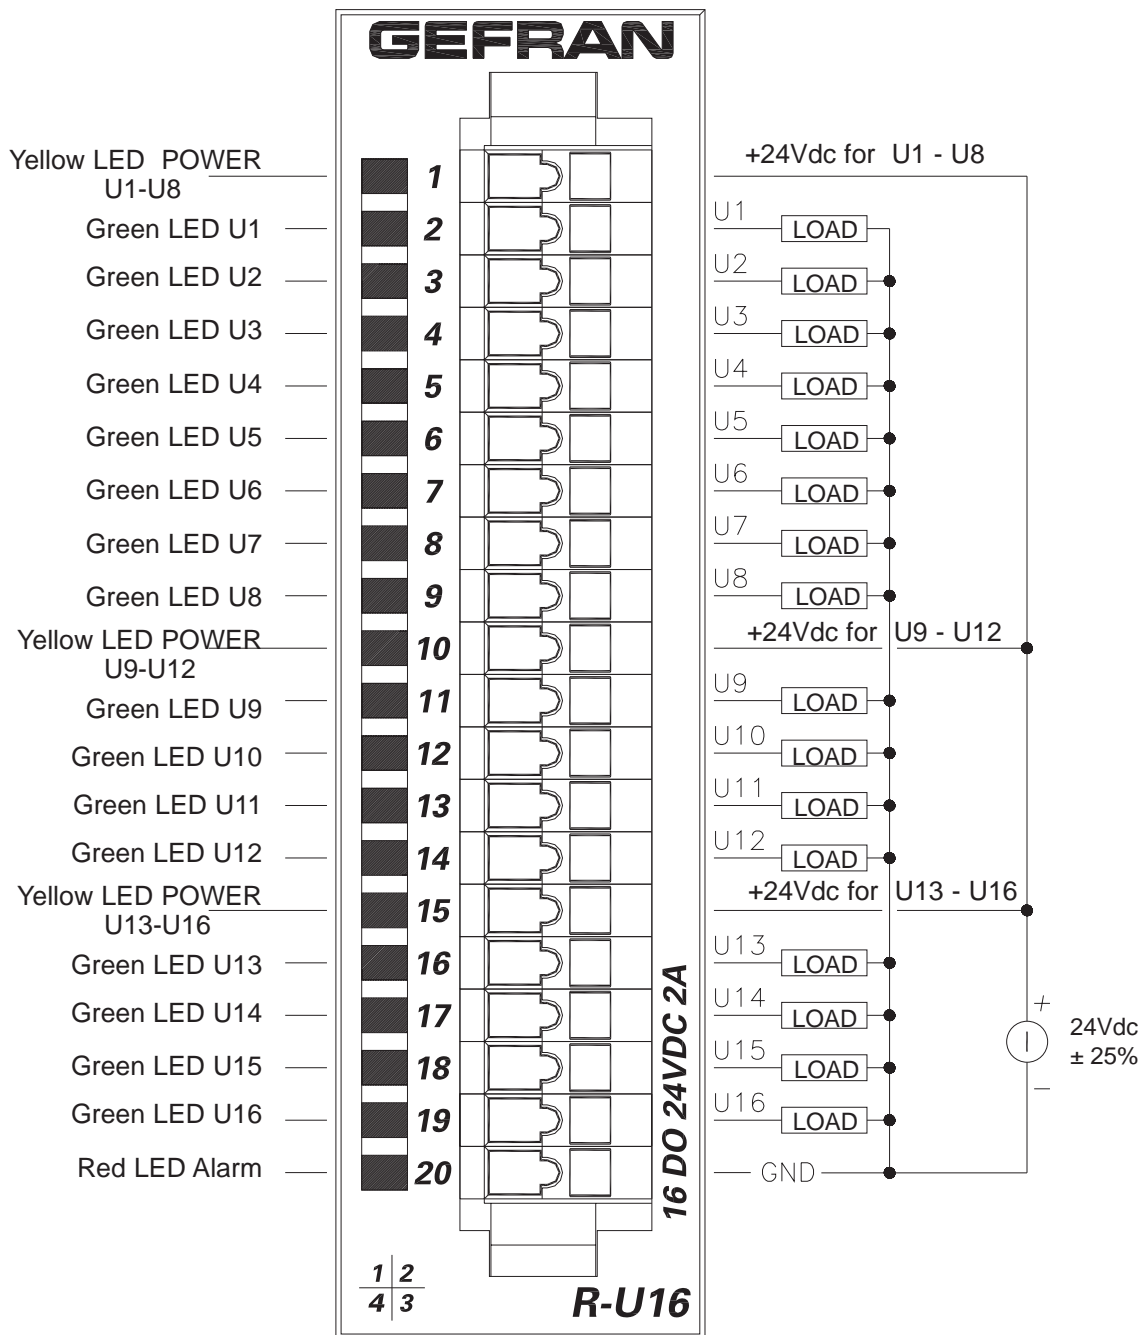 GEFRAN
Yellow LED POWER
U1-U8
1
+24Vdc for U1 - U8
Green LED U1
2
U1
LOAD
Green LED U2
3
U2
LOAD
Green LED U3
4
U3
LOAD
Green LED U4
5
U4
LOAD
Green LED U5
6
U5
LOAD
Green LED U6
7
U6
LOAD
Green LED U7
8
U7
LOAD
Green LED U8
9
U8
LOAD
Yellow LED POWER
U9-U12
10
+24Vdc for U9 - U12
Green LED U9
11
U9
LOAD
Green LED U10
12
U10
LOAD
Green LED U11
13
U11
LOAD
Green LED U12
14
U12
LOAD
Yellow LED POWER
U13-U16
15
+24Vdc for U13 - U16
Green LED U13
16
U13
LOAD
Green LED U14
17
U14
LOAD
+
24Vdc
± 25%
−
Green LED U15
18
U15
LOAD
Green LED U16
19
U16
LOAD
Red LED Alarm
20
GND
16 DO 24VDC 2A
1 2
4 3
R-U16